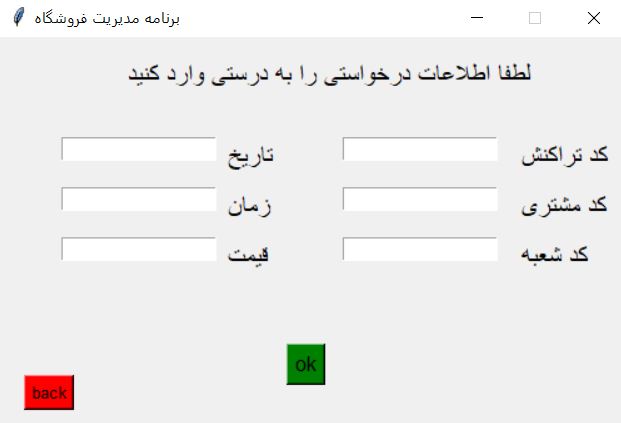 برنامه مدیریت فروشگاه
لطفا اطلاعات درخواستی را به درستی وارد کنید
کد تراکنش تاریخ
کد مشتری زمان
کد شعبه قیمت
ok
back